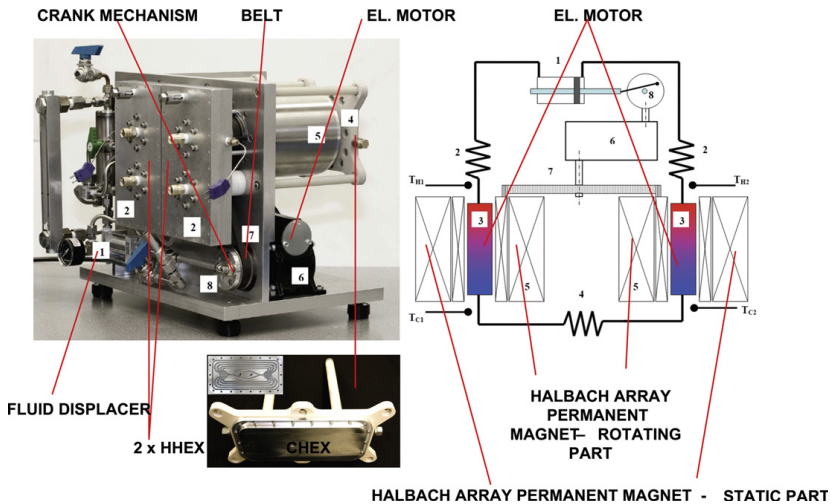 CRANK MECHANISM BELT EL. MOTOR EL. MOTOR
4
5
2
2
7
1
8
6
1
8
6
2
2
7
TH1
TH2
3
3
5
5
4
TC1
TC2
FLUID DISPLACER
2 x HHEX
CHEX
HALBACH ARRAY
PERMANENT
MAGNET– ROTATING
PART
HALBACH ARRAY PERMANENT MAGNET - STATIC PART